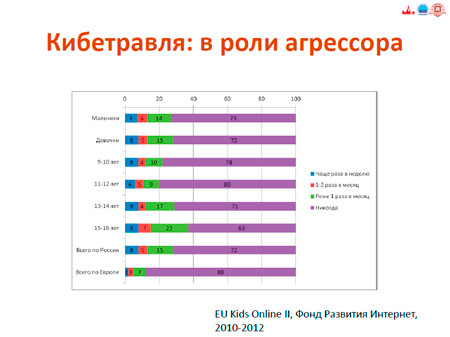 Кибетравля: в роли агрессора
0 20 40 60 80 100
Мальчики 7 6 14 73
Девочки 8 5 15 72
9-10 лет 8 4 10 78
11-12 лет 6 5 9 80
13-14 лет 8 4 17 71
15-16 лет 8 7 22 63
Всего по России 8 5 15 72
Всего по Европе 2 3 7 88
Чаще раза в неделю
1-2 раза в месяц
Реже 1 раза в месяц
Никогда
EU Kids Online II, Фонд Развития Интернет,
2010-2012